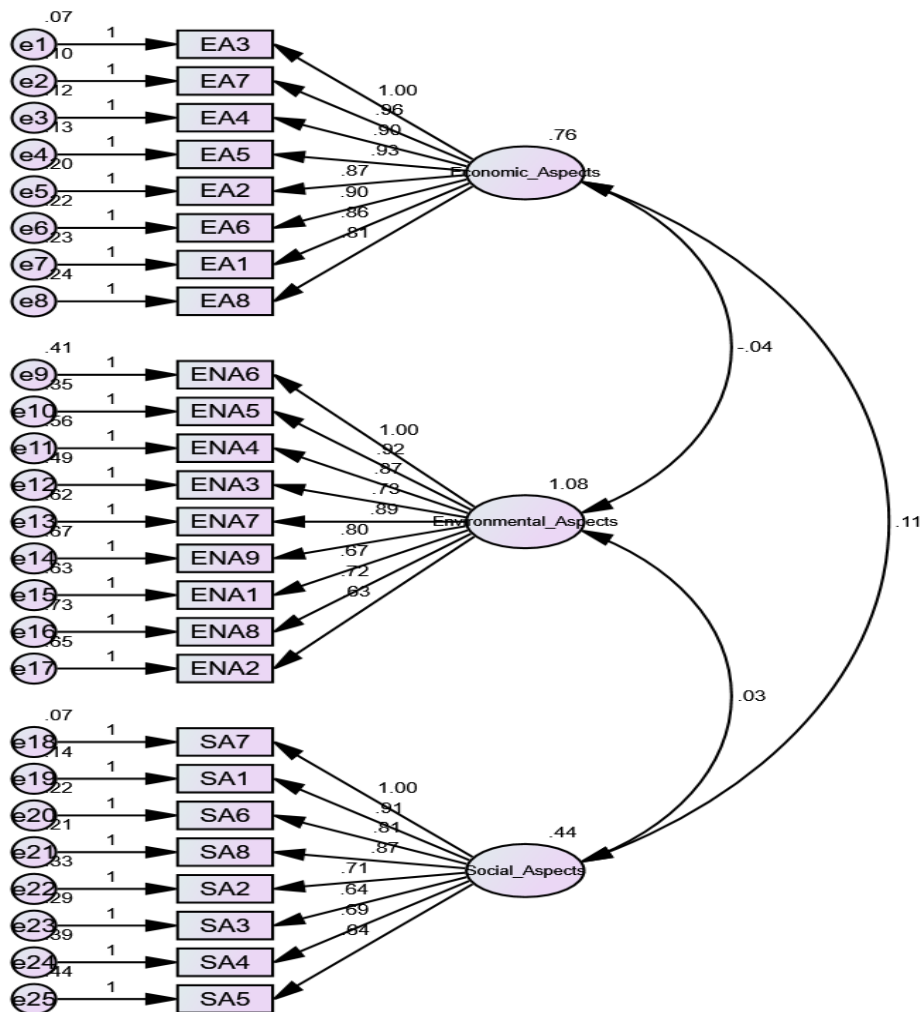 .07
e1 1 EA3
.10
e2 1 EA7
.12
e3 1 EA4
.13
e4 1 EA5
.20
e5 1 EA2
.22
e6 1 EA6
.23
e7 1 EA1
.24
e8 1 EA8
1.00
.96
.90
.93
.87
.90
.86
.81
.76
Economic_Aspects
-.04
.41
e9 1 ENA6
.35
e10 1 ENA5
.56
e11 1 ENA4
.49
e12 1 ENA3
.62
e13 1 ENA7
.67
e14 1 ENA9
.63
e15 1 ENA1
.73
e16 1 ENA8
.65
e17 1 ENA2
1.00
.92
.87
.73
.89
.80
.67
.72
.63
1.08
Environmental_Aspects
.11
.03
.07
e18 1 SA7
.14
e19 1 SA1
.22
e20 1 SA6
.21
e21 1 SA8
.33
e22 1 SA2
.29
e23 1 SA3
.39
e24 1 SA4
.44
e25 1 SA5
1.00
.91
.81
.87
.71
.64
.69
.44
Social_Aspects